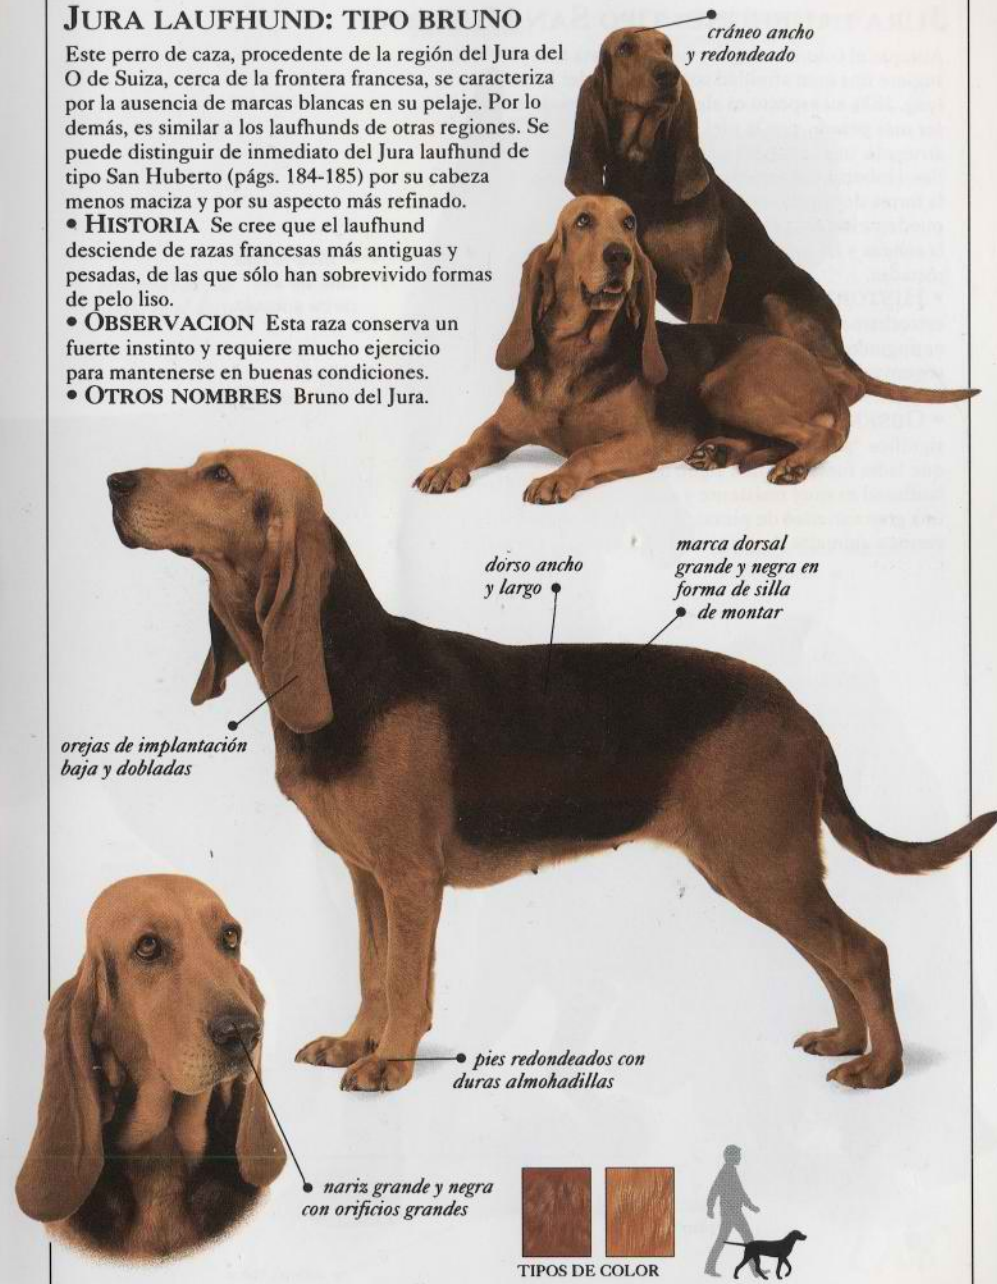 JURA LAUFHUND: TIPO BRUNO
Este perro de caza, procedente de la región del Jura del
O de Suiza, cerca de la frontera francesa, se caracteriza
por la ausencia de marcas blancas en su pelaje. Por lo
demás, es similar a los laufhunds de otras regiones. Se
puede distinguir de inmediato del Jura laufhund de
tipo San Huberto (págs. 184-185) por su cabeza
menos maciza y por su aspecto más refinado.
• HISTORIA Se cree que el laufhund
desciende de razas francesas más antiguas y
pesadas, de las que sólo han sobrevivido formas
de pelo liso.
• OBSERVACION Esta raza conserva un
fuerte instinto y requiere mucho ejercicio
para mantenerse en buenas condiciones.
• OTROS NOMBRES Bruno del Jura.
cráneo ancho
y redondeado
dorso ancho
y largo
marca dorsal
grande y negra en
forma de silla
de montar
orejas de implantación
baja y dobladas
pies redondeados con
duras almohadillas
nariz grande y negra
con orificios grandes
TIPOS DE COLOR